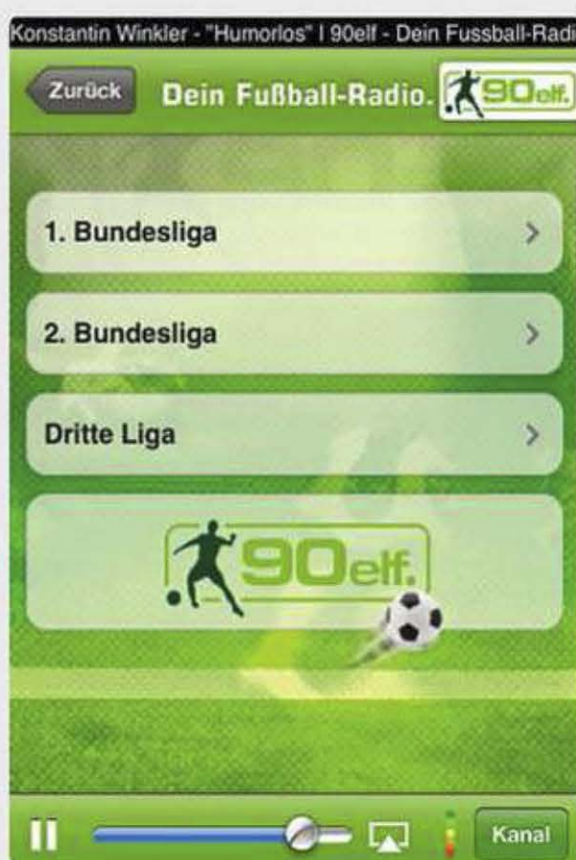 Konstantin Winkler - "Humorlos" | 90elf - Dein Fussball-Radi
Zurück
Dein Fußball-Radio.
90elf.
1. Bundesliga
2. Bundesliga
Dritte Liga
90elf.
Kanal